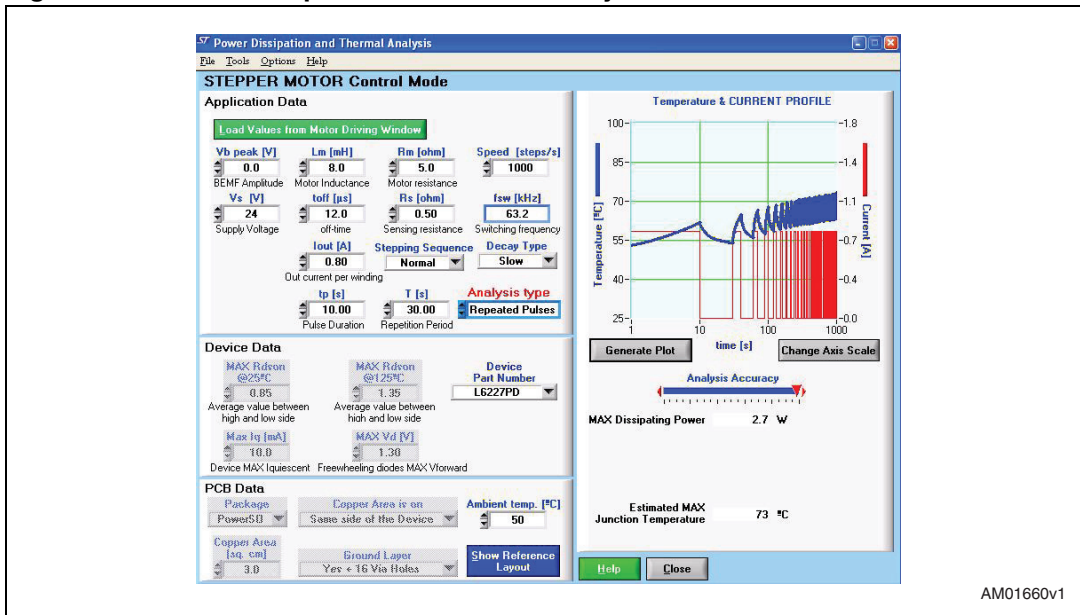 Power Dissipation and Thermal Analysis
File Tools Options Help
STEPPER MOTOR Control Mode
Application Data
Load Values from Motor Driving Window
Vb peak [V] Lm [mH] Rm [ohm] Speed [steps/s]
0.0 8.0 5.0 1000
BEMF Amplitude Motor Inductance Motor resistance
Vs [V] toff [µs] Rs [ohm] fsw [kHz]
24 12.0 0.50 63.2
Supply Voltage off-time Sensing resistance Switching frequency
Iout [A] Stepping Sequence Decay Type
0.80 Normal Slow
Out current per winding
tp [s] T [s] Analysis type
10.00 30.00 Repeated Pulses
Pulse Duration Repetition Period
Device Data
MAX Rdson @25ºC MAX Rdson @125ºC Device Part Number
0.85 1.35 L6227PD
Average value between high and low side Average value between high and low side
Max Iq [mA] MAX Vd [V]
10.0 1.30
Device MAX Iquiescent Freewheeling diodes MAX Vforward
PCB Data
Package Copper Area is on Ambient temp. [ºC]
PowerSO Same side of the Device 50
Copper Area [sq. cm] Ground Layer Show Reference Layout
3.0 Yes + 16 Via Holes
Temperature & CURRENT PROFILE
100 1.8
85 1.4
70 1.1
55 0.7
40 0.4
25 0.0
Temperature [ºC] Current [A]
1 10 100 1000
time [s]
Generate Plot Change Axis Scale
Analysis Accuracy
MAX Dissipating Power 2.7 W
Estimated MAX Junction Temperature 73 ºC
Help Close
AM01660v1